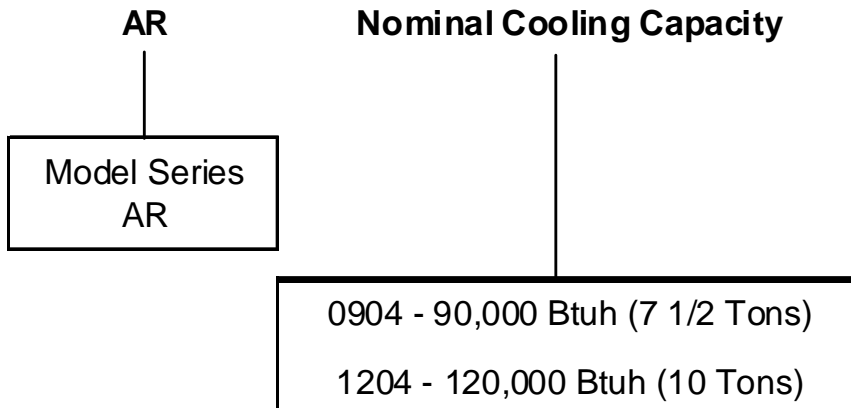 AR Nominal Cooling Capacity
Model Series
AR
0904 - 90,000 Btuh (7 1/2 Tons)
1204 - 120,000 Btuh (10 Tons)